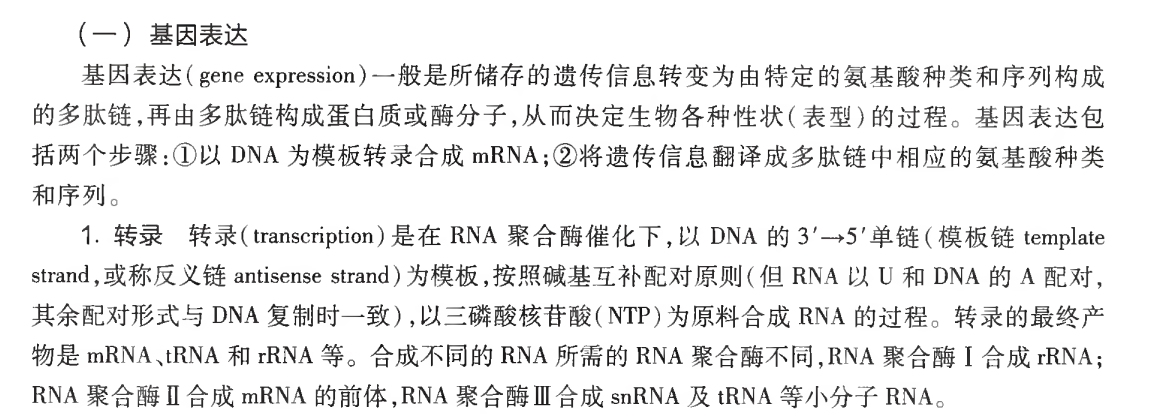 (一) 基因表达
基因表达(gene expression)一般是所储存的遗传信息转变为由特定的氨基酸种类和序列构成
的多肽链,再由多肽链构成蛋白质或酶分子,从而决定生物各种性状(表型)的过程。基因表达包
括两个步骤:①以 DNA 为模板转录合成 mRNA;②将遗传信息翻译成多肽链中相应的氨基酸种类
和序列。
1. 转录 转录(transcription)是在 RNA 聚合酶催化下,以 DNA 的 3′→5′单链(模板链 template
strand,或称反义链 antisense strand)为模板,按照碱基互补配对原则(但 RNA 以 U 和 DNA 的 A 配对,
其余配对形式与 DNA 复制时一致),以三磷酸核苷酸(NTP)为原料合成 RNA 的过程。转录的最终产
物是 mRNA、tRNA 和 rRNA 等。合成不同的 RNA 所需的 RNA 聚合酶不同,RNA 聚合酶Ⅰ合成 rRNA;
RNA 聚合酶Ⅱ合成 mRNA 的前体,RNA 聚合酶Ⅲ合成 snRNA 及 tRNA 等小分子 RNA。